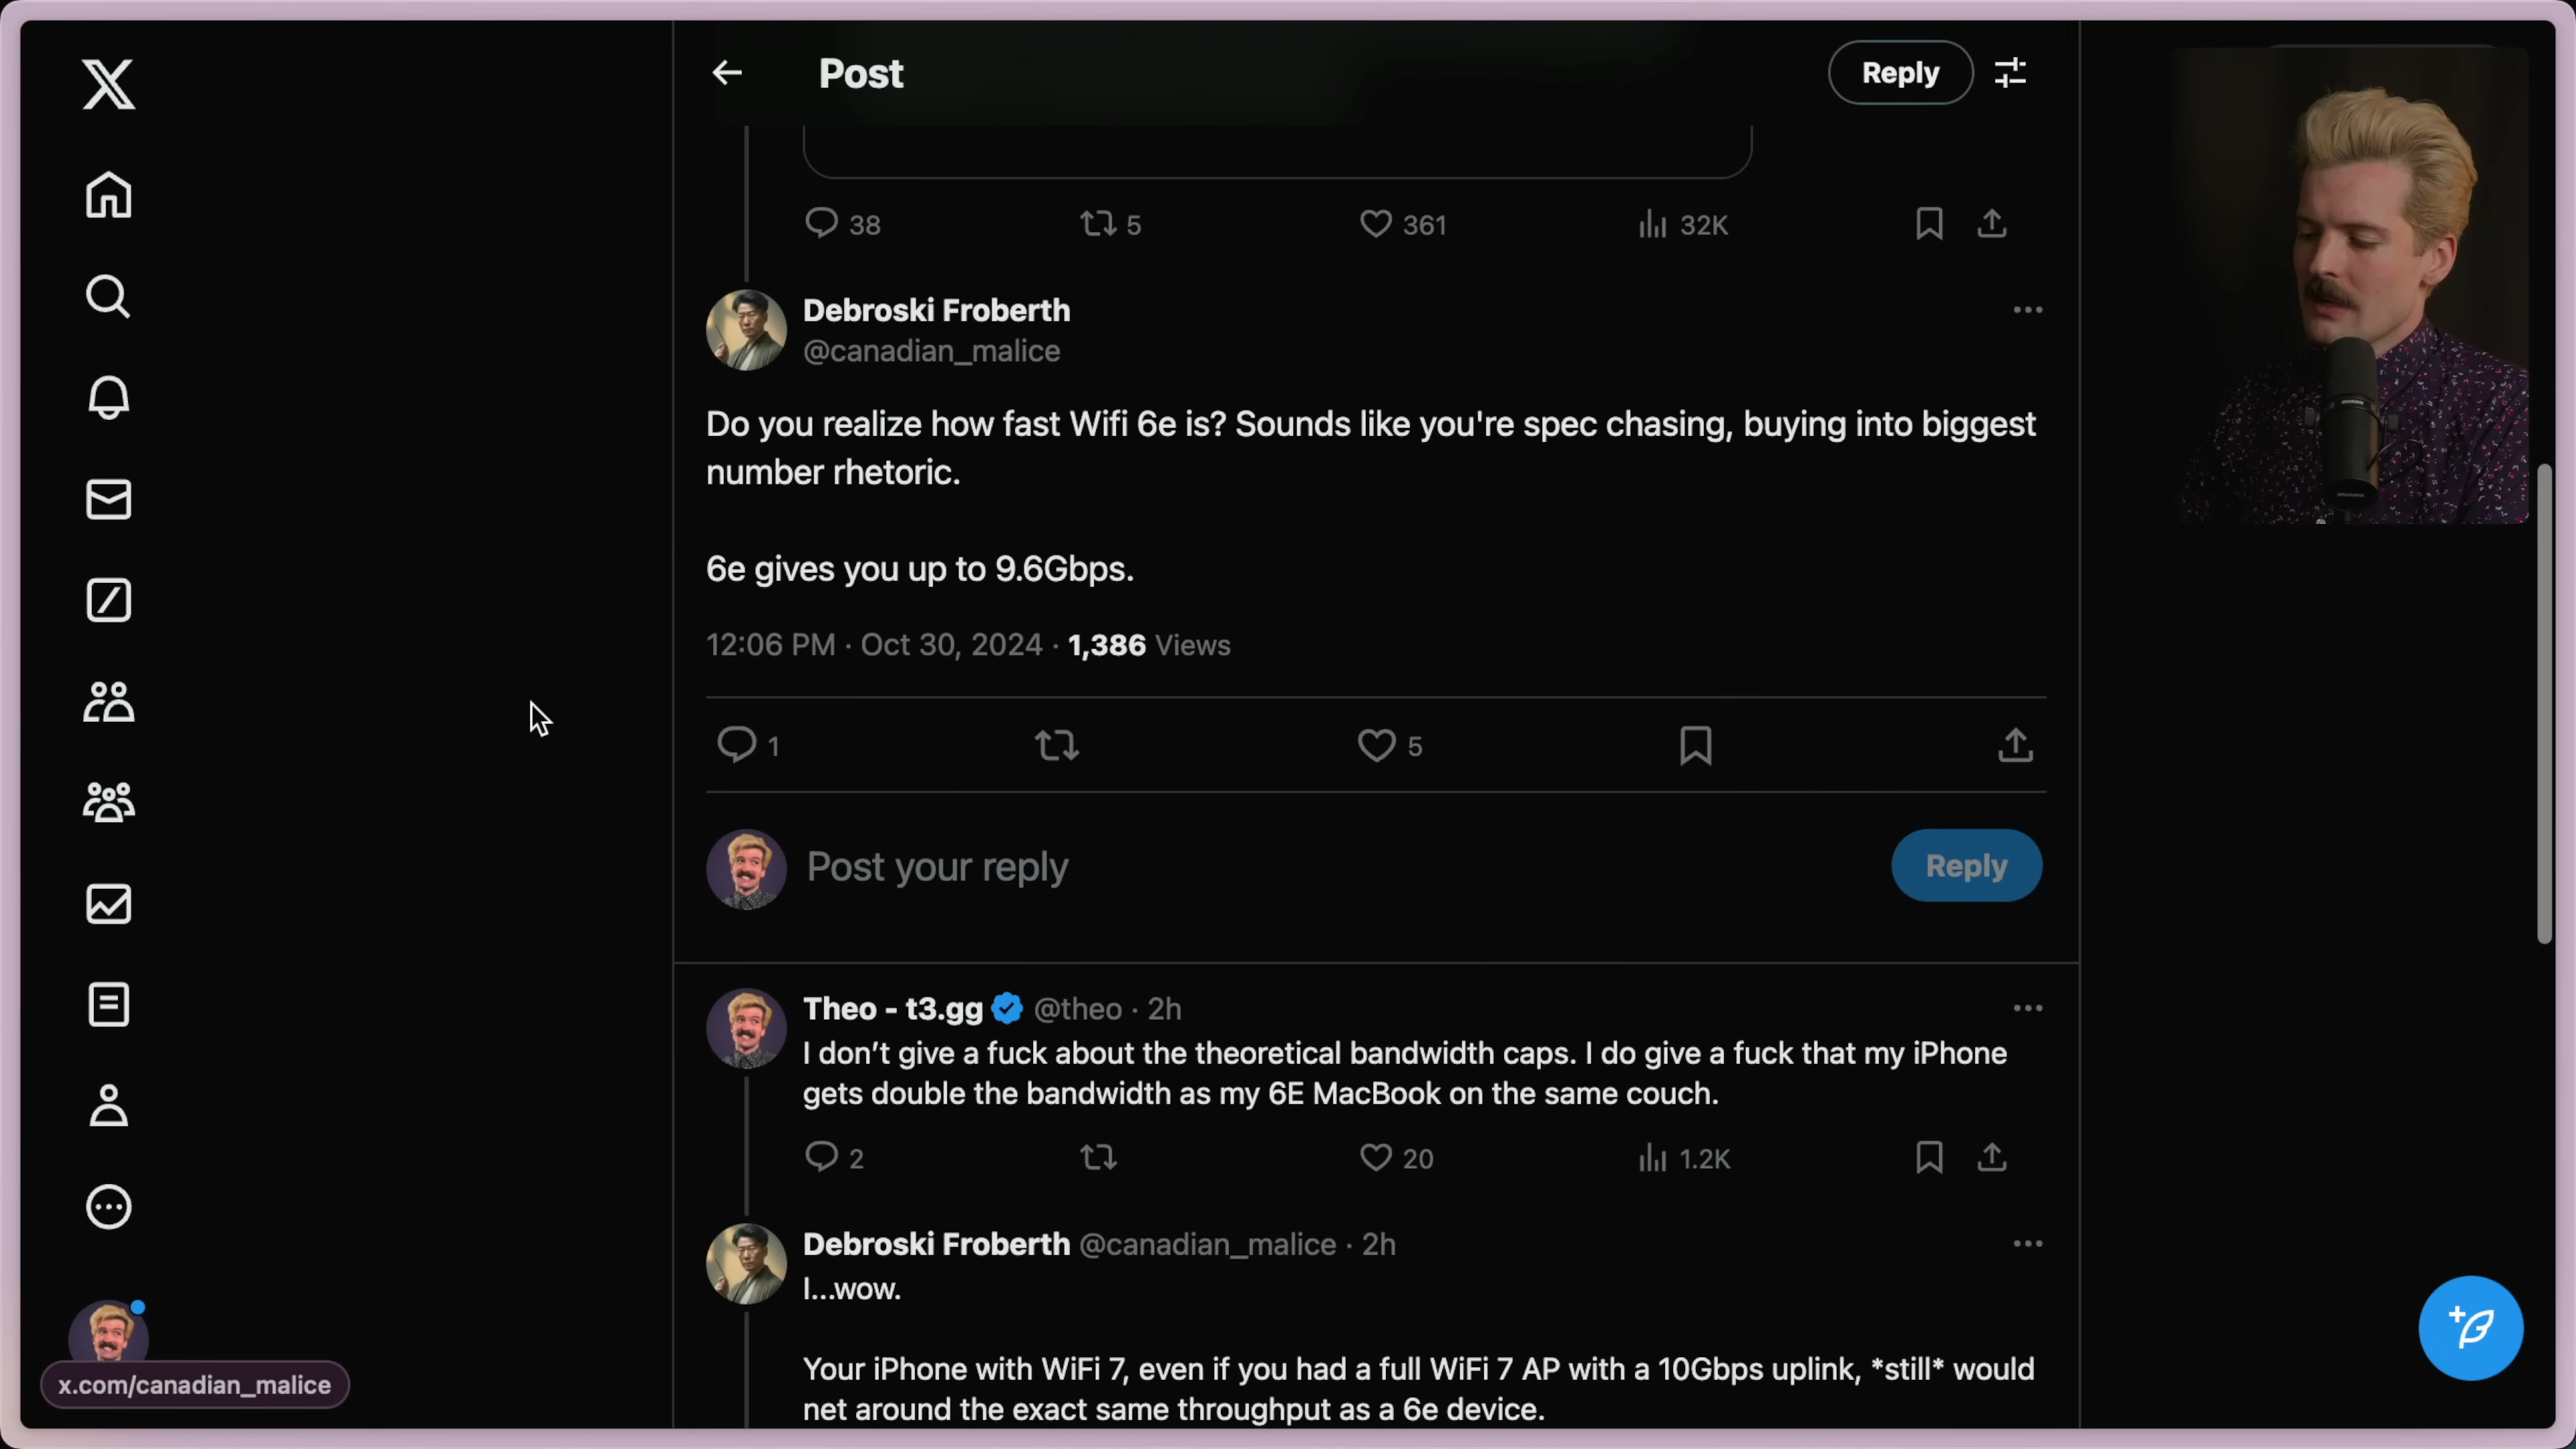 Post
Reply
38
5
361
32K
Debroski Froberth
@canadian_malice
Do you realize how fast Wifi 6e is? Sounds like you're spec chasing, buying into biggest
number rhetoric.
6e gives you up to 9.6Gbps.
12:06 PM · Oct 30, 2024 · 1,386 Views
1
5
Post your reply
Reply
Theo - t3.gg @theo · 2h
I don’t give a fuck about the theoretical bandwidth caps. I do give a fuck that my iPhone
gets double the bandwidth as my 6E MacBook on the same couch.
2
20
1.2K
Debroski Froberth @canadian_malice · 2h
I...wow.
Your iPhone with WiFi 7, even if you had a full WiFi 7 AP with a 10Gbps uplink, *still* would
net around the exact same throughput as a 6e device.
x.com/canadian_malice